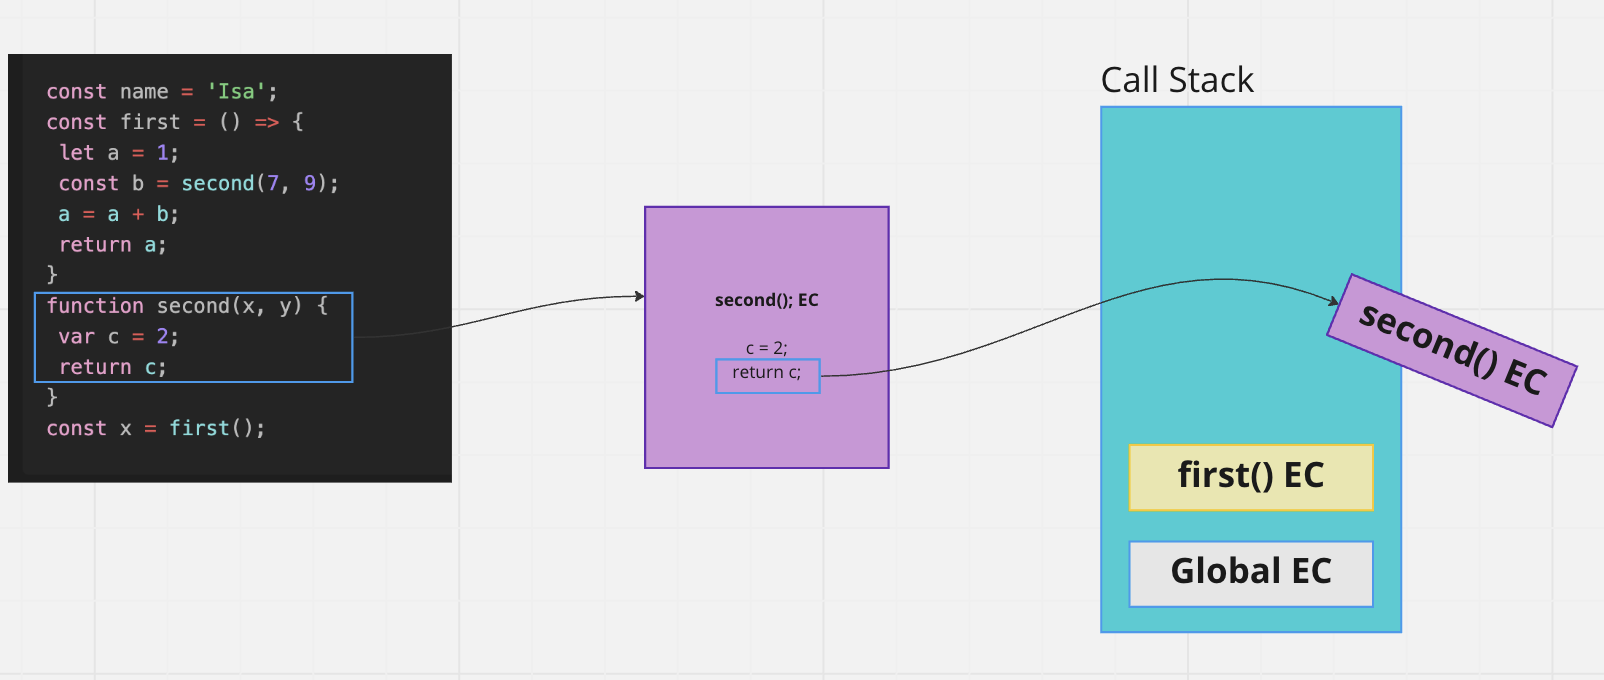 const name = 'Isa';
const first = () => {
let a = 1;
const b = second(7, 9);
a = a + b;
return a;
}
function second(x, y) {
var c = 2;
return c;
}
const x = first();
second(); EC
c = 2;
return c;
Call Stack
second() EC
first() EC
Global EC